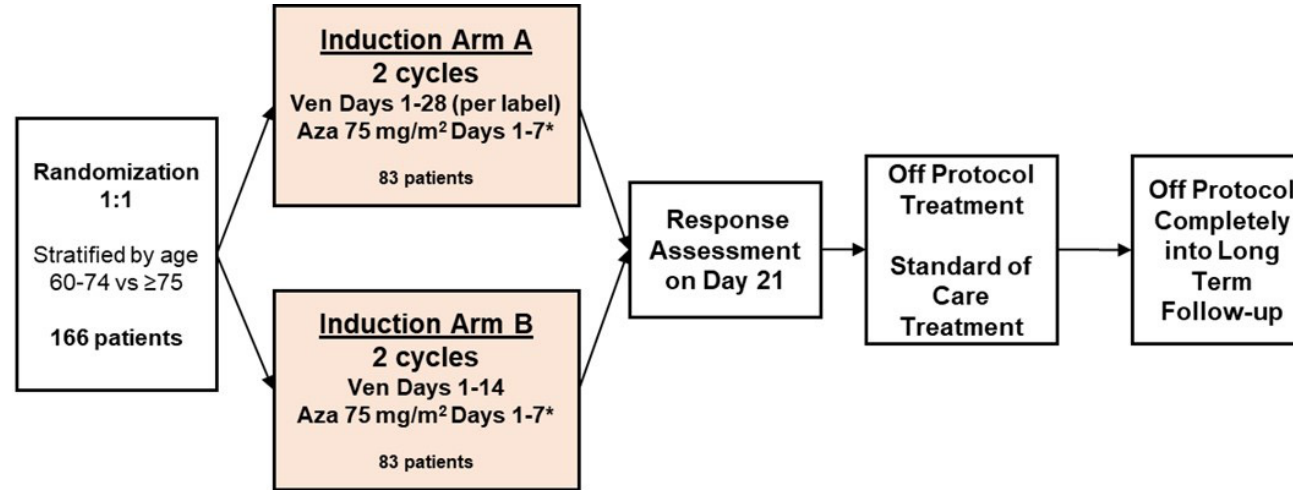 Randomization
1:1
Stratified by age
60-74 vs ≥75
166 patients
Induction Arm A
2 cycles
Ven Days 1-28 (per label)
Aza 75 mg/m² Days 1-7*
83 patients
Induction Arm B
2 cycles
Ven Days 1-14
Aza 75 mg/m² Days 1-7*
83 patients
Response
Assessment
on Day 21
Off Protocol
Treatment
Standard of
Care
Treatment
Off Protocol
Completely
into Long
Term
Follow-up